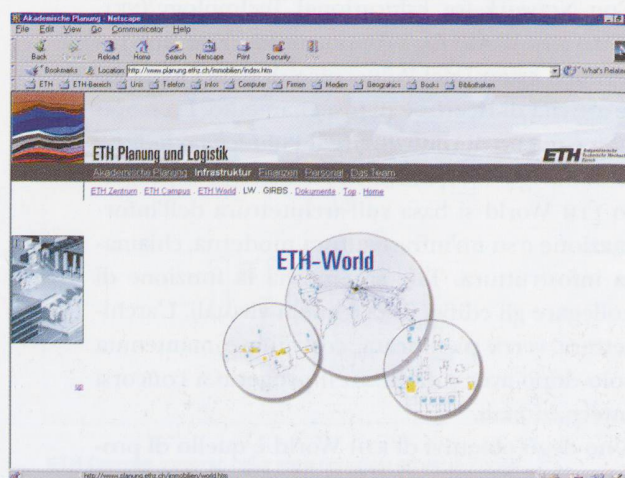 Akademische Planung - Netscape
File Edit View Go Communicator Help
Back Forward Reload Home Search Netscape Print Security
Bookmarks Location http://www.planung.ethz.ch/immobilien/index.htm What's Related
ETH ETH-Bereich Unix Telefon Infos Computer Firmen Medien Geographics Books Bibliotheken
ETH Planung und Logistik
ETH
Akademische Planung Infrastruktur Finanzen Personal Das Team
ETH Zentrum . ETH Campus . ETH World . LW . GIRBS . Dokumente . Top . Home
ETH-World
http://www.planung.ethz.ch/immobilien/world.htm